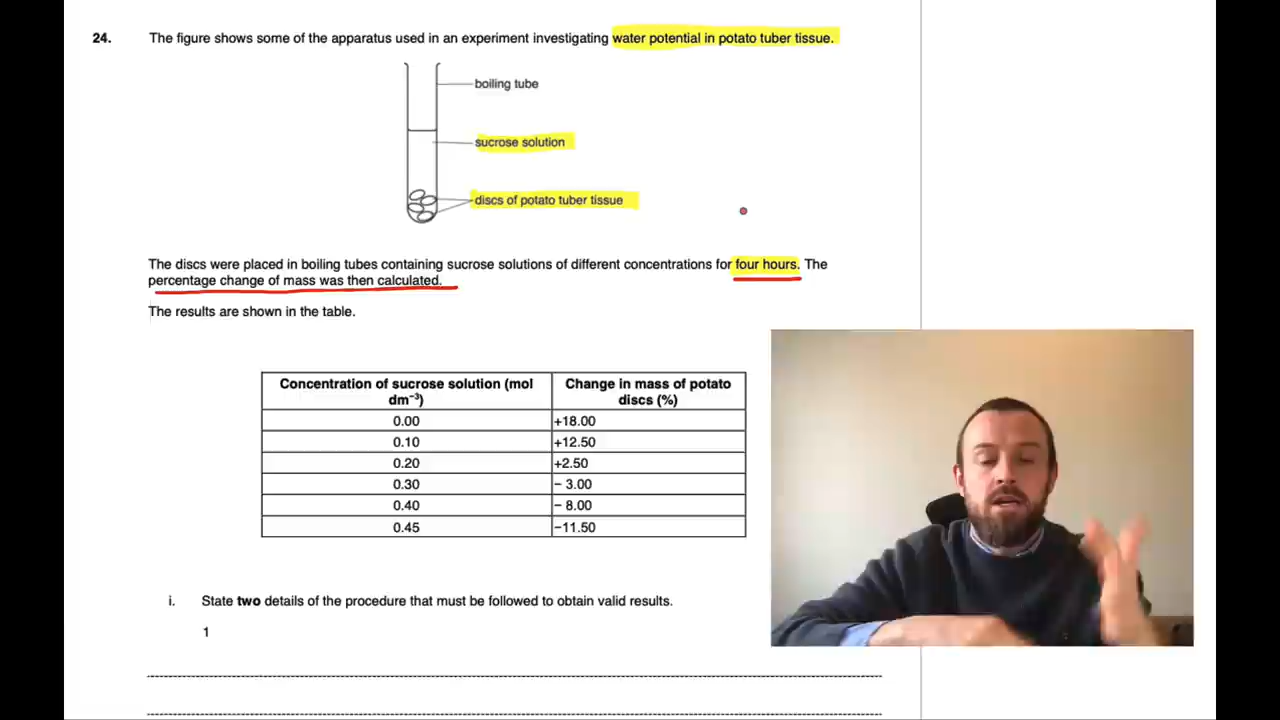 24. The figure shows some of the apparatus used in an experiment investigating water potential in potato tuber tissue.
boiling tube
sucrose solution
discs of potato tuber tissue
The discs were placed in boiling tubes containing sucrose solutions of different concentrations for four hours. The
percentage change of mass was then calculated.
The results are shown in the table.
Concentration of sucrose solution (mol dm⁻³) Change in mass of potato discs (%)
0.00 +18.00
0.10 +12.50
0.20 +2.50
0.30 − 3.00
0.40 − 8.00
0.45 −11.50
i. State two details of the procedure that must be followed to obtain valid results.
1